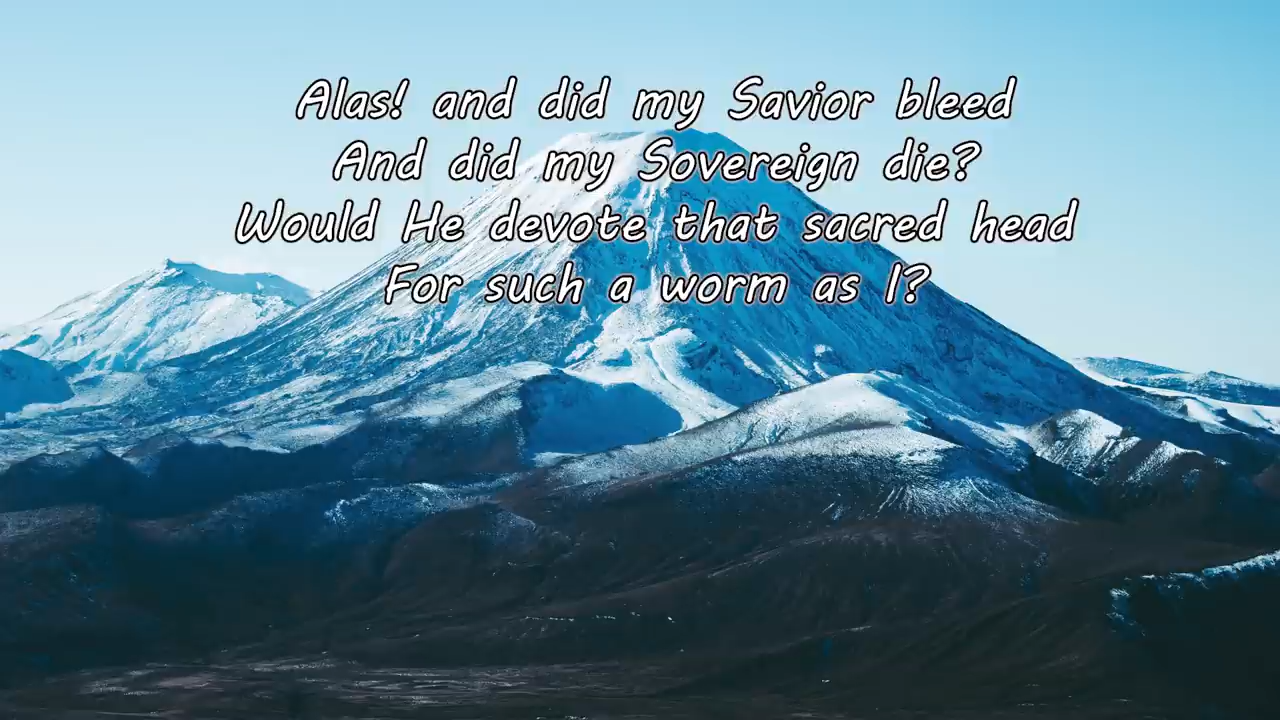 Alas! and did my Savior bleed
And did my Sovereign die?
Would He devote that sacred head
For such a worm as I?